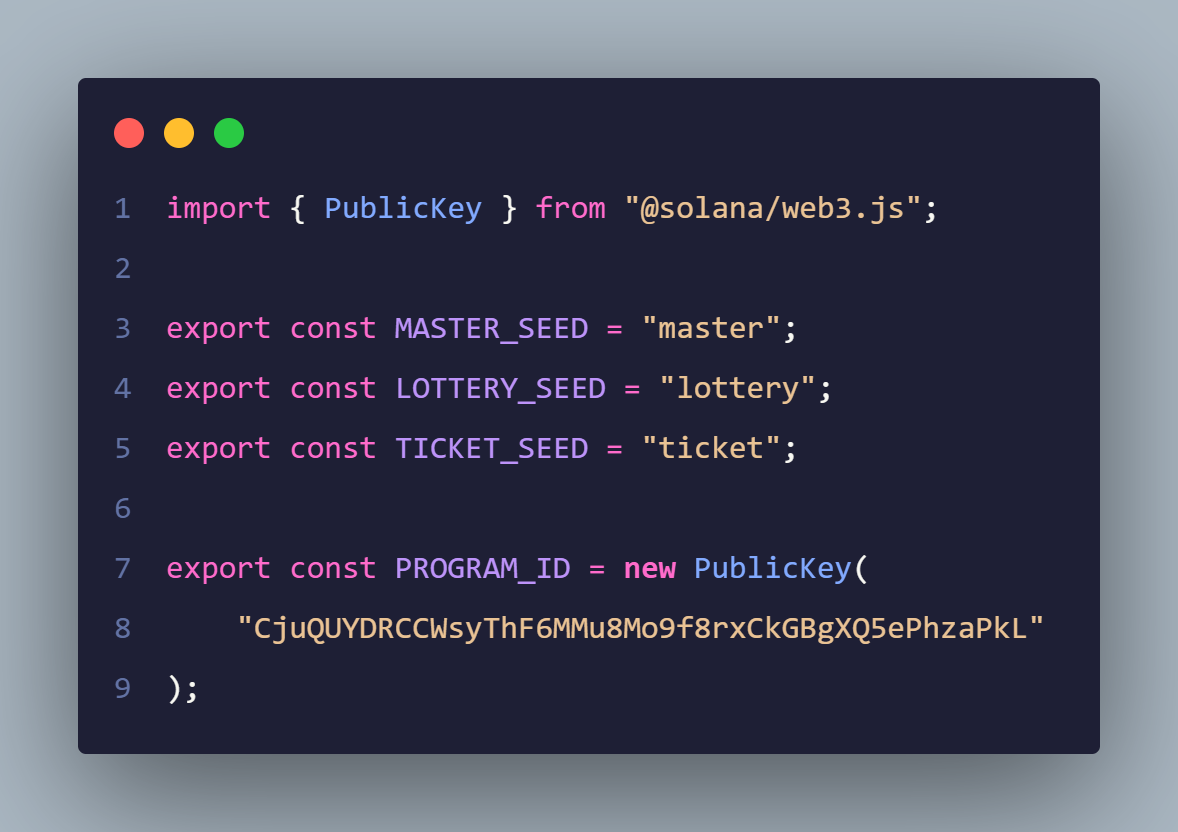 1 import { PublicKey } from "@solana/web3.js";
2
3 export const MASTER_SEED = "master";
4 export const LOTTERY_SEED = "lottery";
5 export const TICKET_SEED = "ticket";
6
7 export const PROGRAM_ID = new PublicKey(
8     "CjuQUYDRCCWsyThF6MMu8Mo9f8rxCkGBgXQ5ePhzaPkL"
9 );